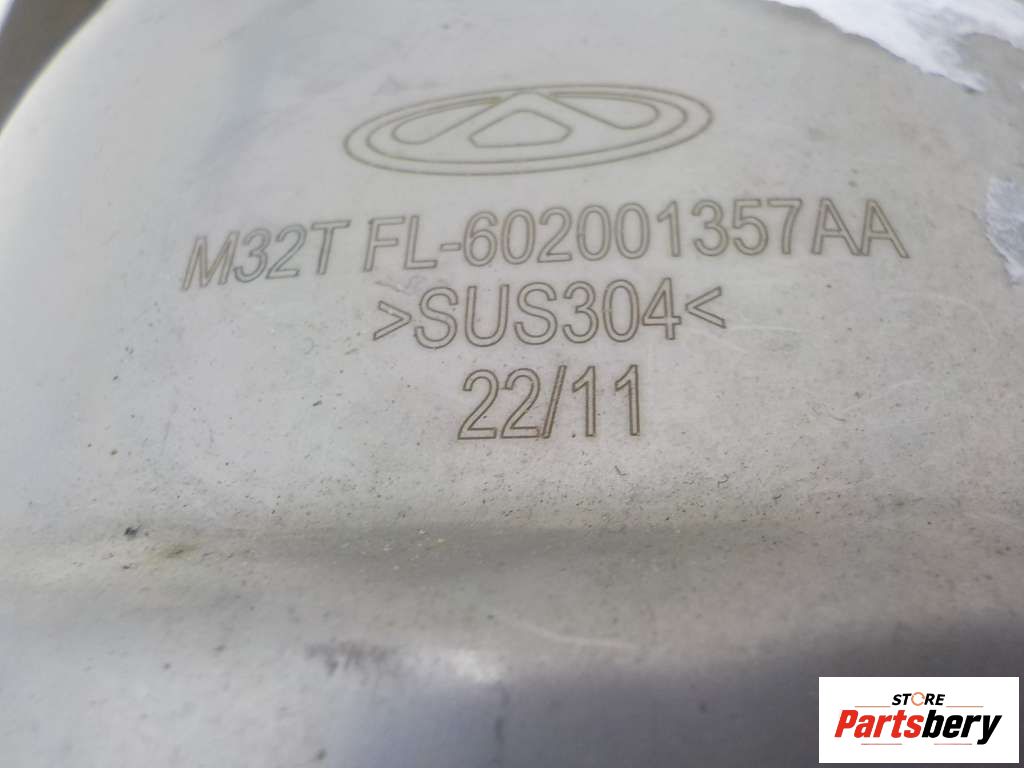 M32T FL-602001357AA
>SUS304<
22/11
STORE
Partsbery